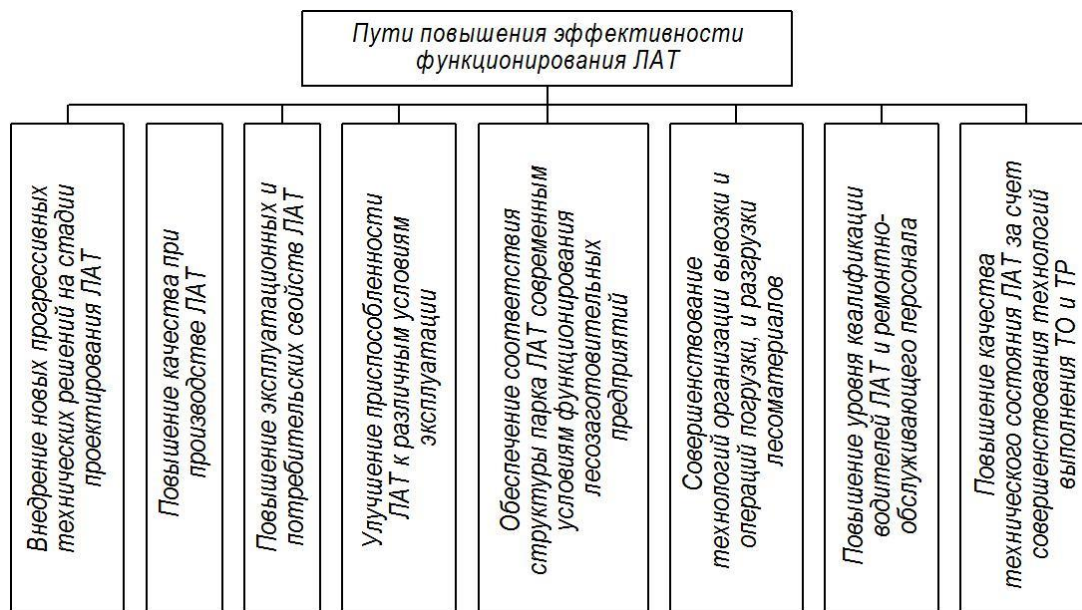 Пути повышения эффективности
функционирования ЛАТ
Внедрение новых прогрессивных
технических решений на стадии
проектирования ЛАТ
Повышение качества при
производстве ЛАТ
Повышение эксплуатационных и
потребительских свойств ЛАТ
Улучшение приспособленности
ЛАТ к различным условиям
эксплуатации
Обеспечение соответствия
структуры парка ЛАТ современным
условиям функционирования
лесозаготовительных
предприятий
Совершенствование
технологий организации вывозки и
операций погрузки, и разгрузки
лесоматериалов
Повышение уровня квалификации
водителей ЛАТ и ремонтно-
обслуживающего персонала
Повышение качества
технического состояния ЛАТ за счет
совершенствования технологий
выполнения ТО и ТР